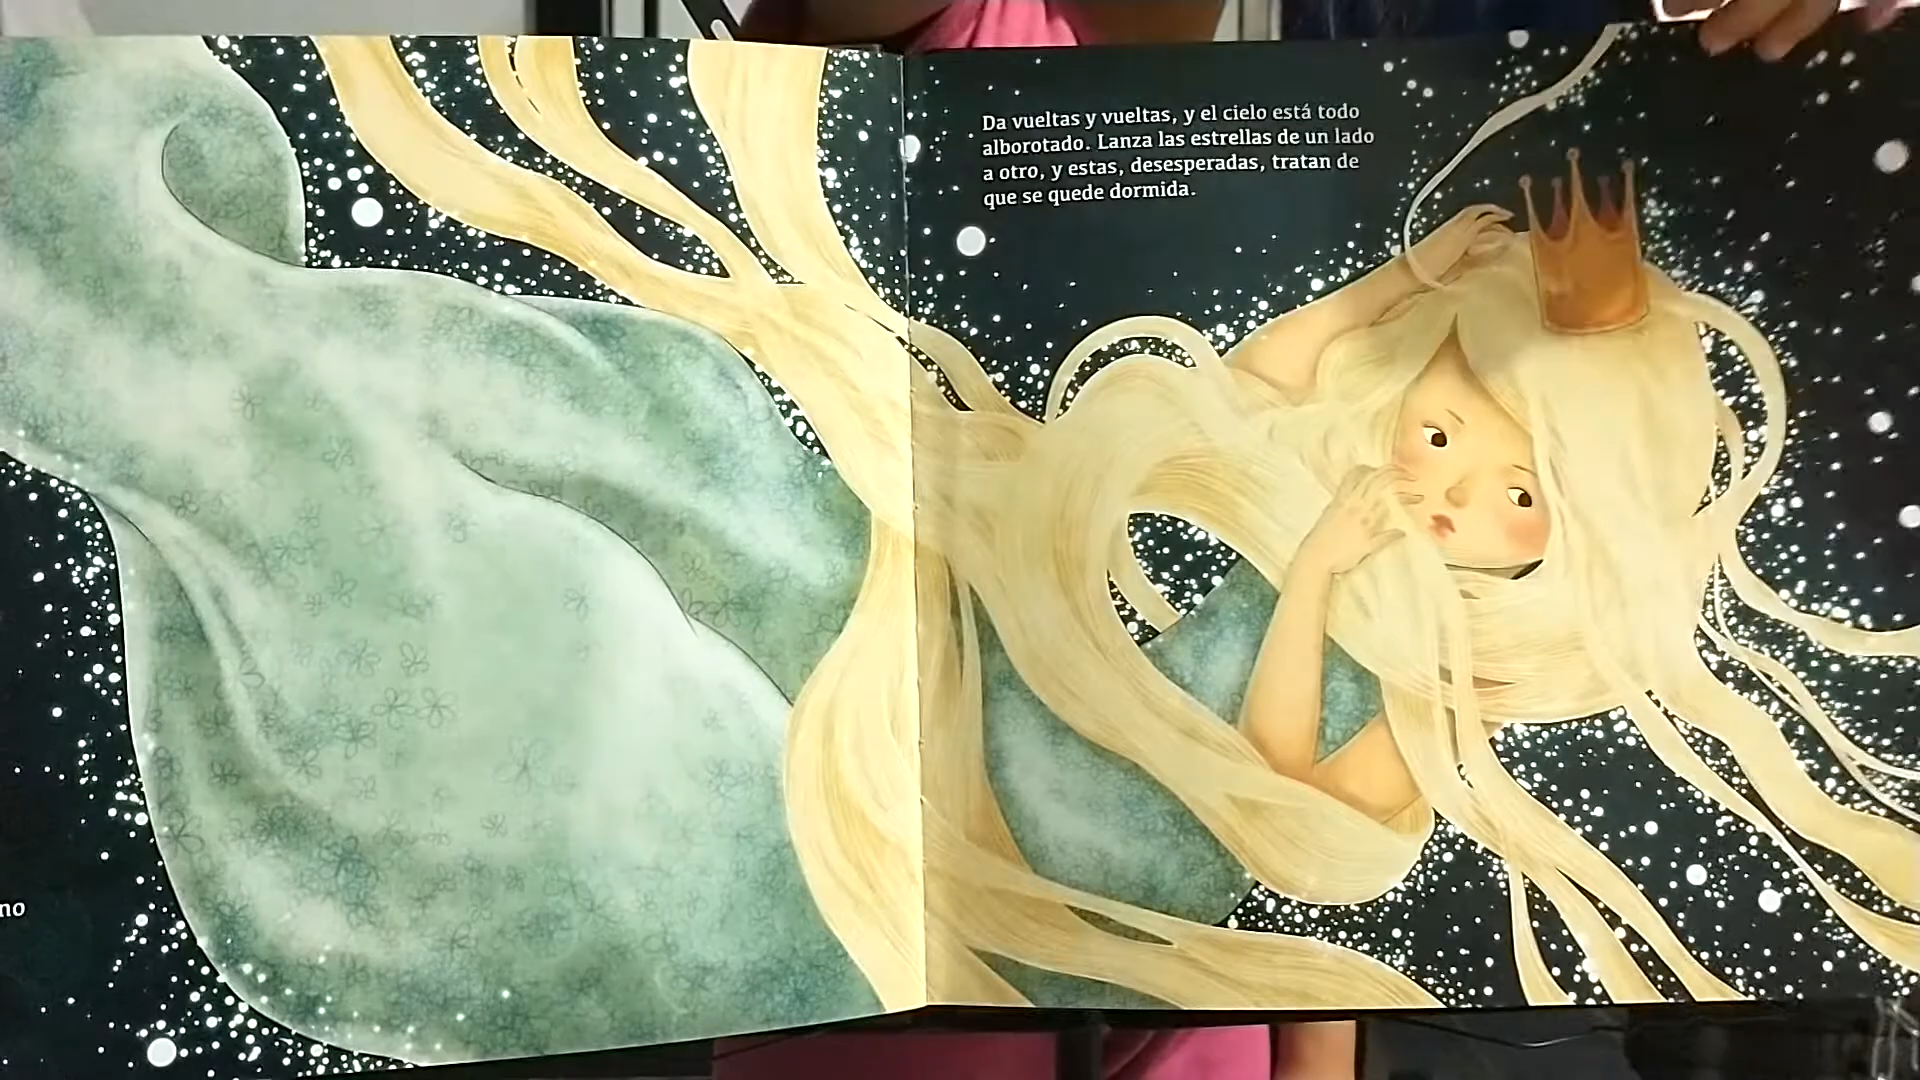 Da vueltas y vueltas, y el cielo está todo
alborotado. Lanza las estrellas de un lado
a otro, y estas, desesperadas, tratan de
que se quede dormida.